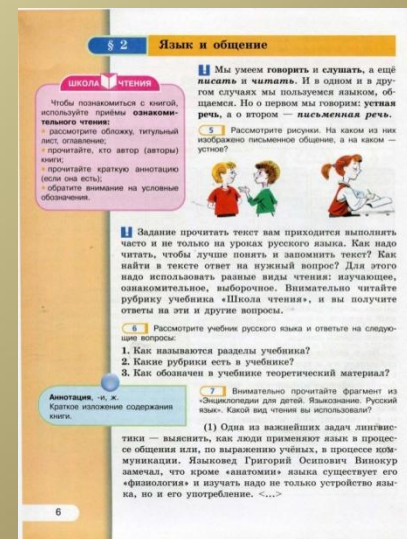 § 2
Язык и общение
ШКОЛА ЧТЕНИЯ
Чтобы познакомиться с книгой,
используйте приёмы ознакоми-
тельного чтения:
• рассмотрите обложку, титульный
лист, оглавление;
• прочитайте, кто автор (авторы)
книги;
• прочитайте краткую аннотацию
(если она есть);
• обратите внимание на условные
обозначения.
Мы умеем говорить и слушать, а ещё
писать и читать. И в одном и в дру-
гом случаях мы пользуемся языком, об-
щаемся. Но о первом мы говорим: устная
речь, а о втором — письменная речь.
5 Рассмотрите рисунки. На каком из них
изображено письменное общение, а на каком —
устное?
Задание прочитать текст вам приходится выполнять
часто и не только на уроках русского языка. Как надо
читать, чтобы лучше понять и запомнить текст? Как
найти в тексте ответ на нужный вопрос? Для этого
надо использовать разные виды чтения: изучающее,
ознакомительное, выборочное. Внимательно читайте
рубрику учебника «Школа чтения», и вы получите
ответы на эти и другие вопросы.
6 Рассмотрите учебник русского языка и ответьте на следую-
щие вопросы:
1. Как называются разделы учебника?
2. Какие рубрики есть в учебнике?
3. Как обозначен в учебнике теоретический материал?
Аннотация, -и, ж.
Краткое изложение содержания
книги.
7 Внимательно прочитайте фрагмент из
«Энциклопедии для детей. Языкознание. Русский
язык». Какой вид чтения вы использовали?
(1) Одна из важнейших задач лингвис-
тики — выяснить, как люди применяют язык в процес-
се общения или, по выражению учёных, в процессе ком-
муникации. Языковед Григорий Осипович Винокур
замечал, что кроме «анатомии» языка существует его
«физиология» и изучать надо не только устройство язы-
ка, но и его употребление. <...>
6